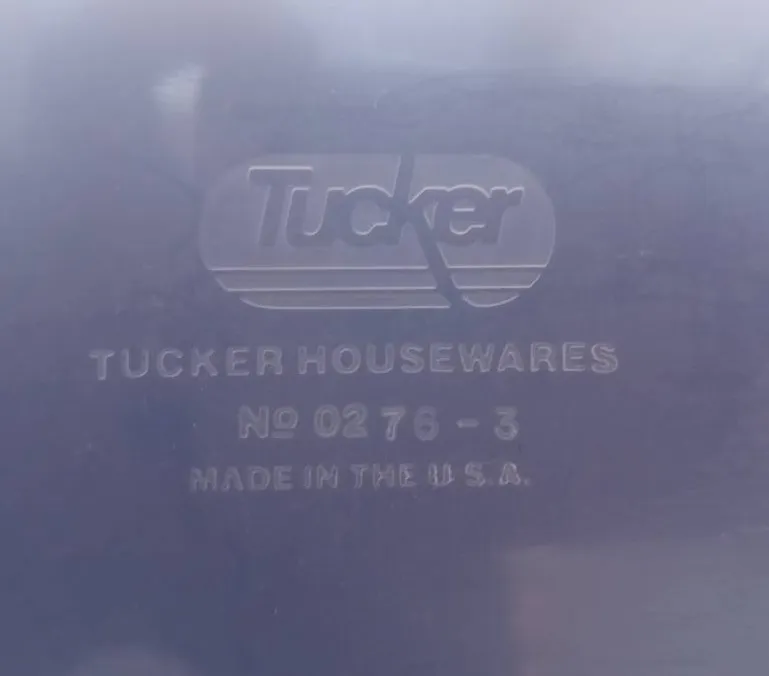 Tucker
TUCKER HOUSEWARES
Nº 0276-3
MADE IN THE U.S.A.